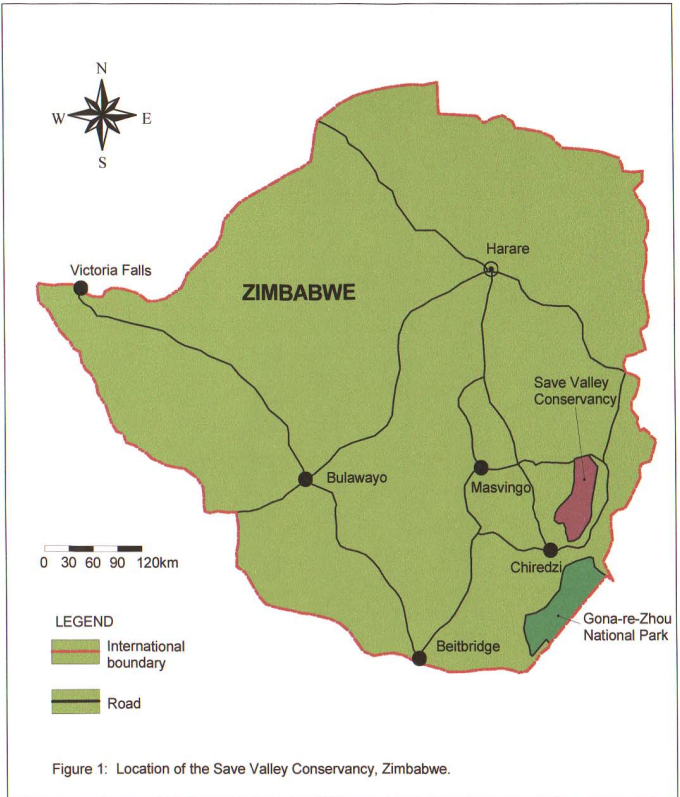 N
W E
S
Harare
Victoria Falls
ZIMBABWE
Save Valley
Conservancy
Bulawayo
Masvingo
0 30 60 90 120km
Chiredzi
LEGEND
Gona-re-Zhou
National Park
International
boundary
Beitbridge
Road
Figure 1: Location of the Save Valley Conservancy, Zimbabwe.